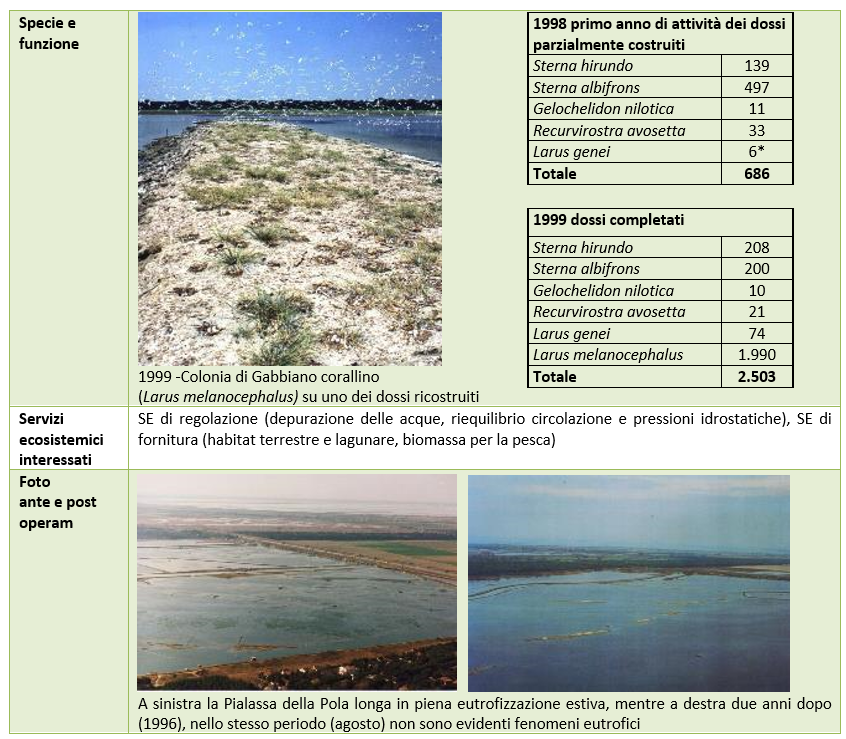 Specie e
funzione
1998 primo anno di attività dei dossi
parzialmente costruiti
Sterna hirundo 139
Sterna albifrons 497
Gelochelidon nilotica 11
Recurvirostra avosetta 33
Larus genei 6*
Totale 686
1999 dossi completati
Sterna hirundo 208
Sterna albifrons 200
Gelochelidon nilotica 10
Recurvirostra avosetta 21
Larus genei 74
Larus melanocephalus 1.990
Totale 2.503
1999 -Colonia di Gabbiano corallino
(Larus melanocephalus) su uno dei dossi ricostruiti
Servizi
ecosistemici
interessati
SE di regolazione (depurazione delle acque, riequilibrio circolazione e pressioni idrostatiche), SE di
fornitura (habitat terrestre e lagunare, biomassa per la pesca)
Foto
ante e post
operam
A sinistra la Pialassa della Pola longa in piena eutrofizzazione estiva, mentre a destra due anni dopo
(1996), nello stesso periodo (agosto) non sono evidenti fenomeni eutrofici